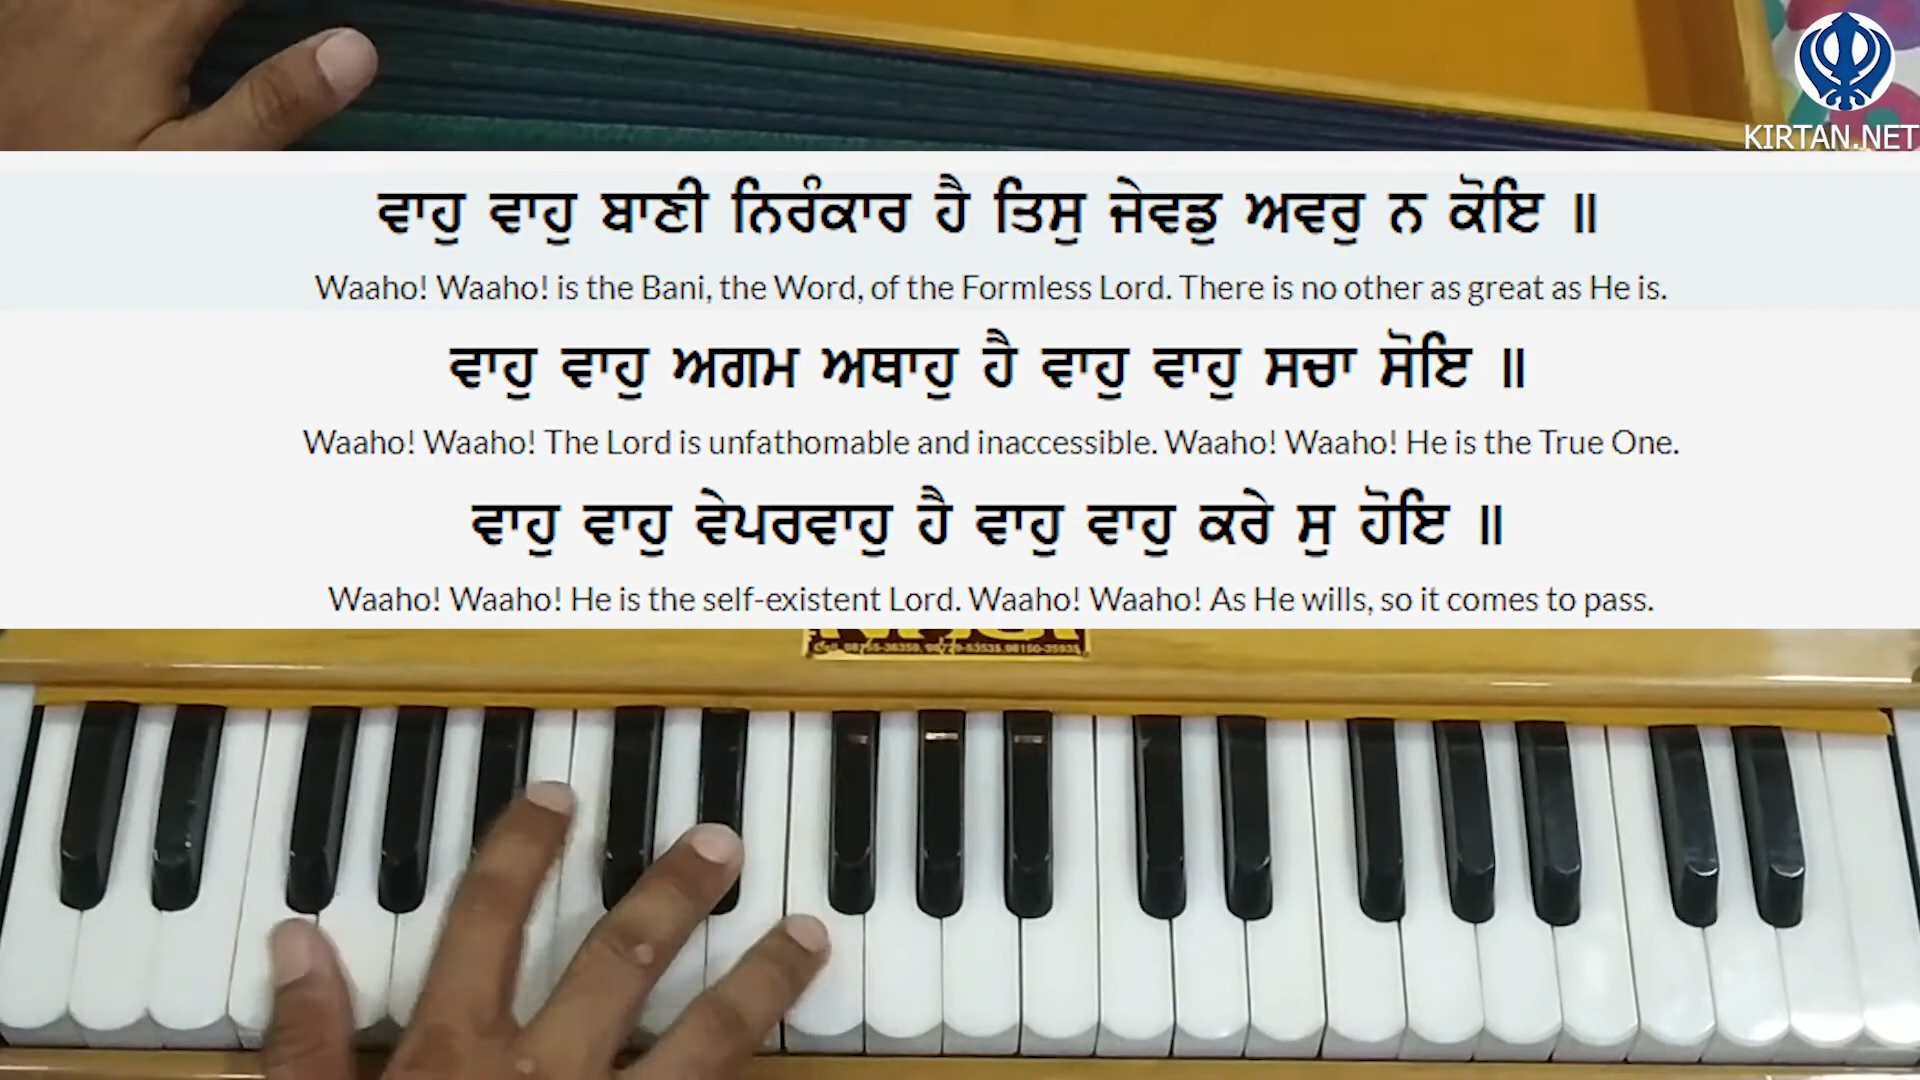 KIRTAN.NET
ਵਾਹੁ ਵਾਹੁ ਬਾਣੀ ਨਿਰੰਕਾਰ ਹੈ ਤਿਸੁ ਜੇਵਡੁ ਅਵਰੁ ਨ ਕੋਇ ॥
Waaho! Waaho! is the Bani, the Word, of the Formless Lord. There is no other as great as He is.
ਵਾਹੁ ਵਾਹੁ ਅਗਮ ਅਥਾਹੁ ਹੈ ਵਾਹੁ ਵਾਹੁ ਸਚਾ ਸੋਇ ॥
Waaho! Waaho! The Lord is unfathomable and inaccessible. Waaho! Waaho! He is the True One.
ਵਾਹੁ ਵਾਹੁ ਵੇਪਰਵਾਹੁ ਹੈ ਵਾਹੁ ਵਾਹੁ ਕਰੇ ਸੁ ਹੋਇ ॥
Waaho! Waaho! He is the self-existent Lord. Waaho! Waaho! As He wills, so it comes to pass.